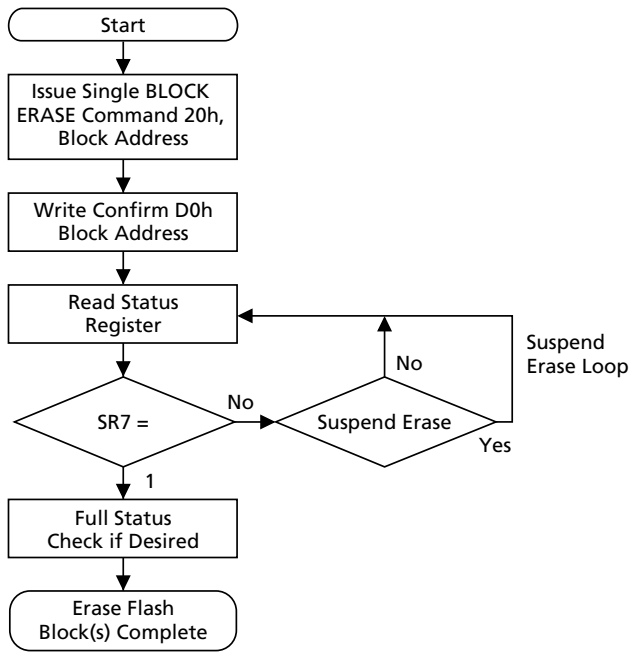 Start
Issue Single BLOCK
ERASE Command 20h,
Block Address
Write Confirm D0h
Block Address
Read Status
Register
Suspend
Erase Loop
No
No
SR7 =
Suspend Erase
Yes
1
Full Status
Check if Desired
Erase Flash
Block(s) Complete